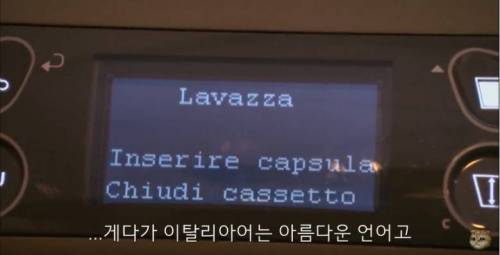 Lavazza
Inserire capsula
Chiudi cassetto
...게다가 이탈리아어는 아름다운 언어고